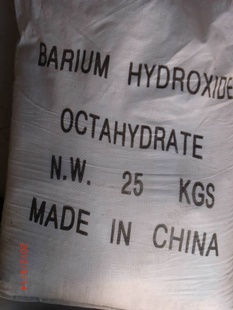 BARIUM HYDROXIDE
OCTAHYDRATE
N.W. 25 KGS
MADE IN CHINA